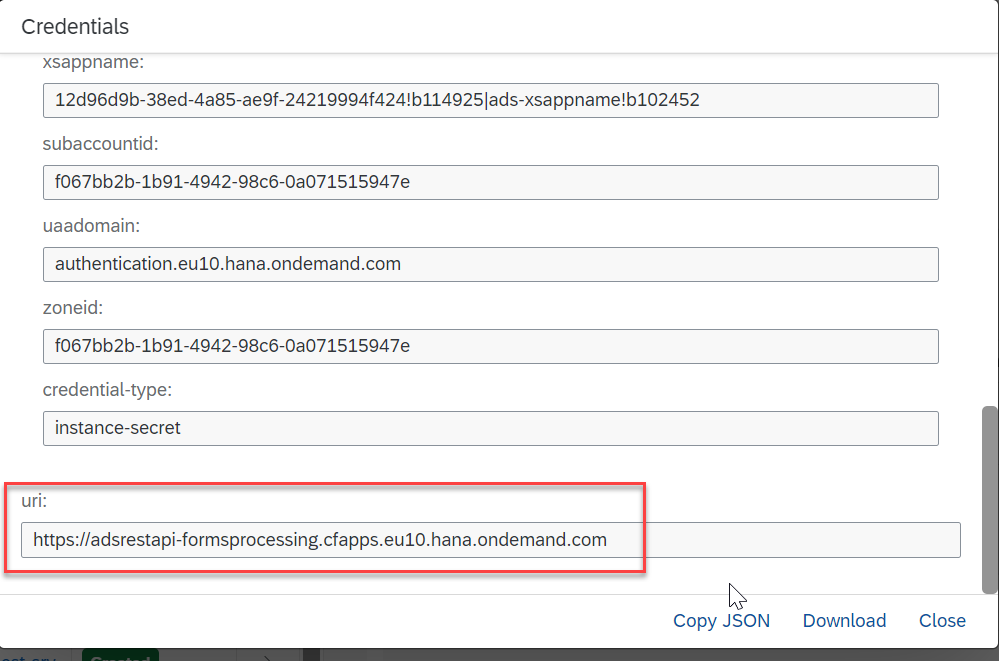 Credentials
xsappname:
12d96d9b-38ed-4a85-ae9f-24219994f424!b114925|ads-xsappname!b102452
subaccountid:
f067bb2b-1b91-4942-98c6-0a071515947e
uaadomain:
authentication.eu10.hana.ondemand.com
zoneid:
f067bb2b-1b91-4942-98c6-0a071515947e
credential-type:
instance-secret
uri:
https://adsrestapi-formsprocessing.cfapps.eu10.hana.ondemand.com
Copy JSON Download Close
Created